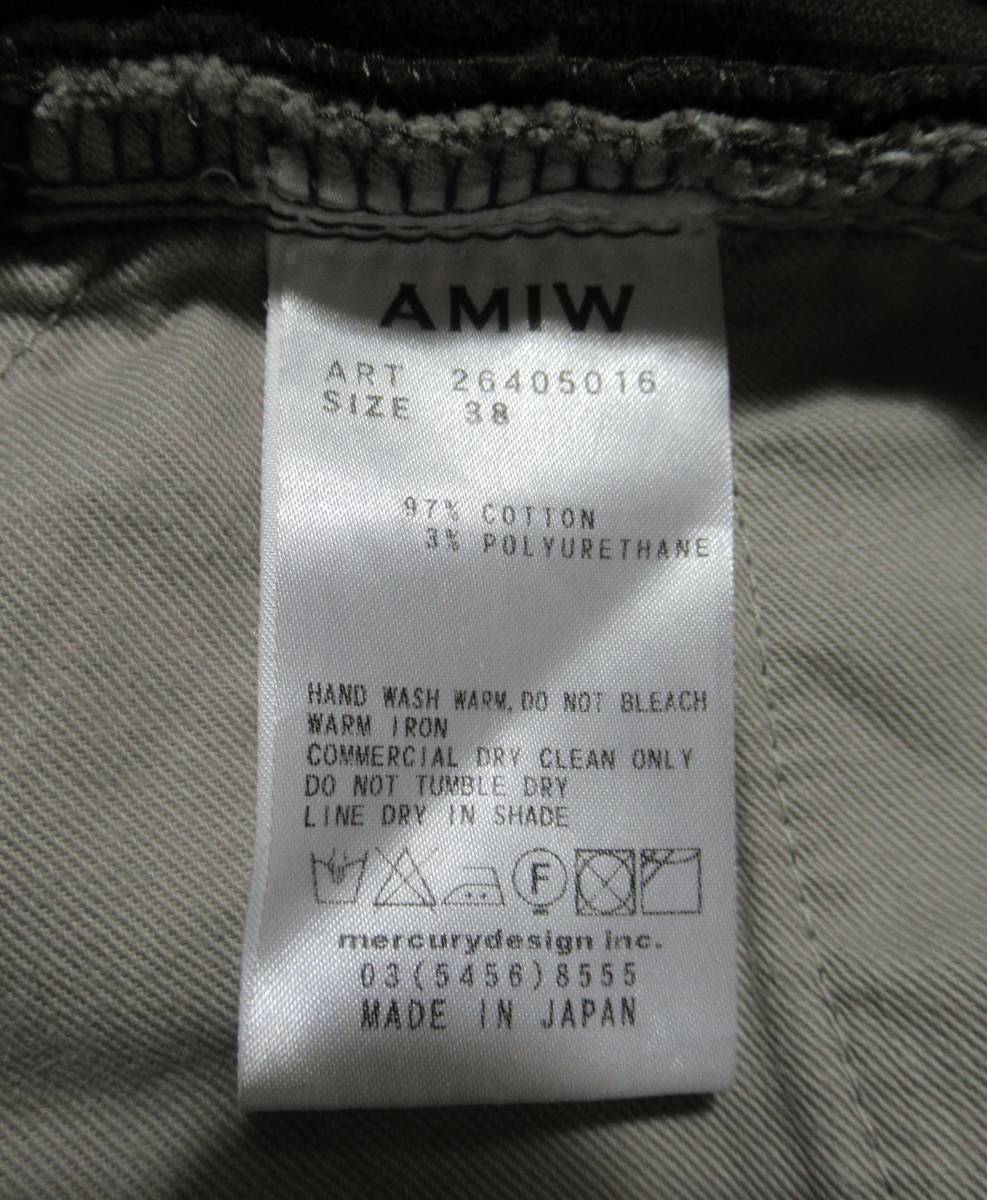 AMIW
ART 26405016
SIZE 38
97% COTTON
3% POLYURETHANE
HAND WASH WARM. DO NOT BLEACH
WARM IRON
COMMERCIAL DRY CLEAN ONLY
DO NOT TUMBLE DRY
LINE DRY IN SHADE
F
mercurydesign inc.
03(5456)8555
MADE IN JAPAN